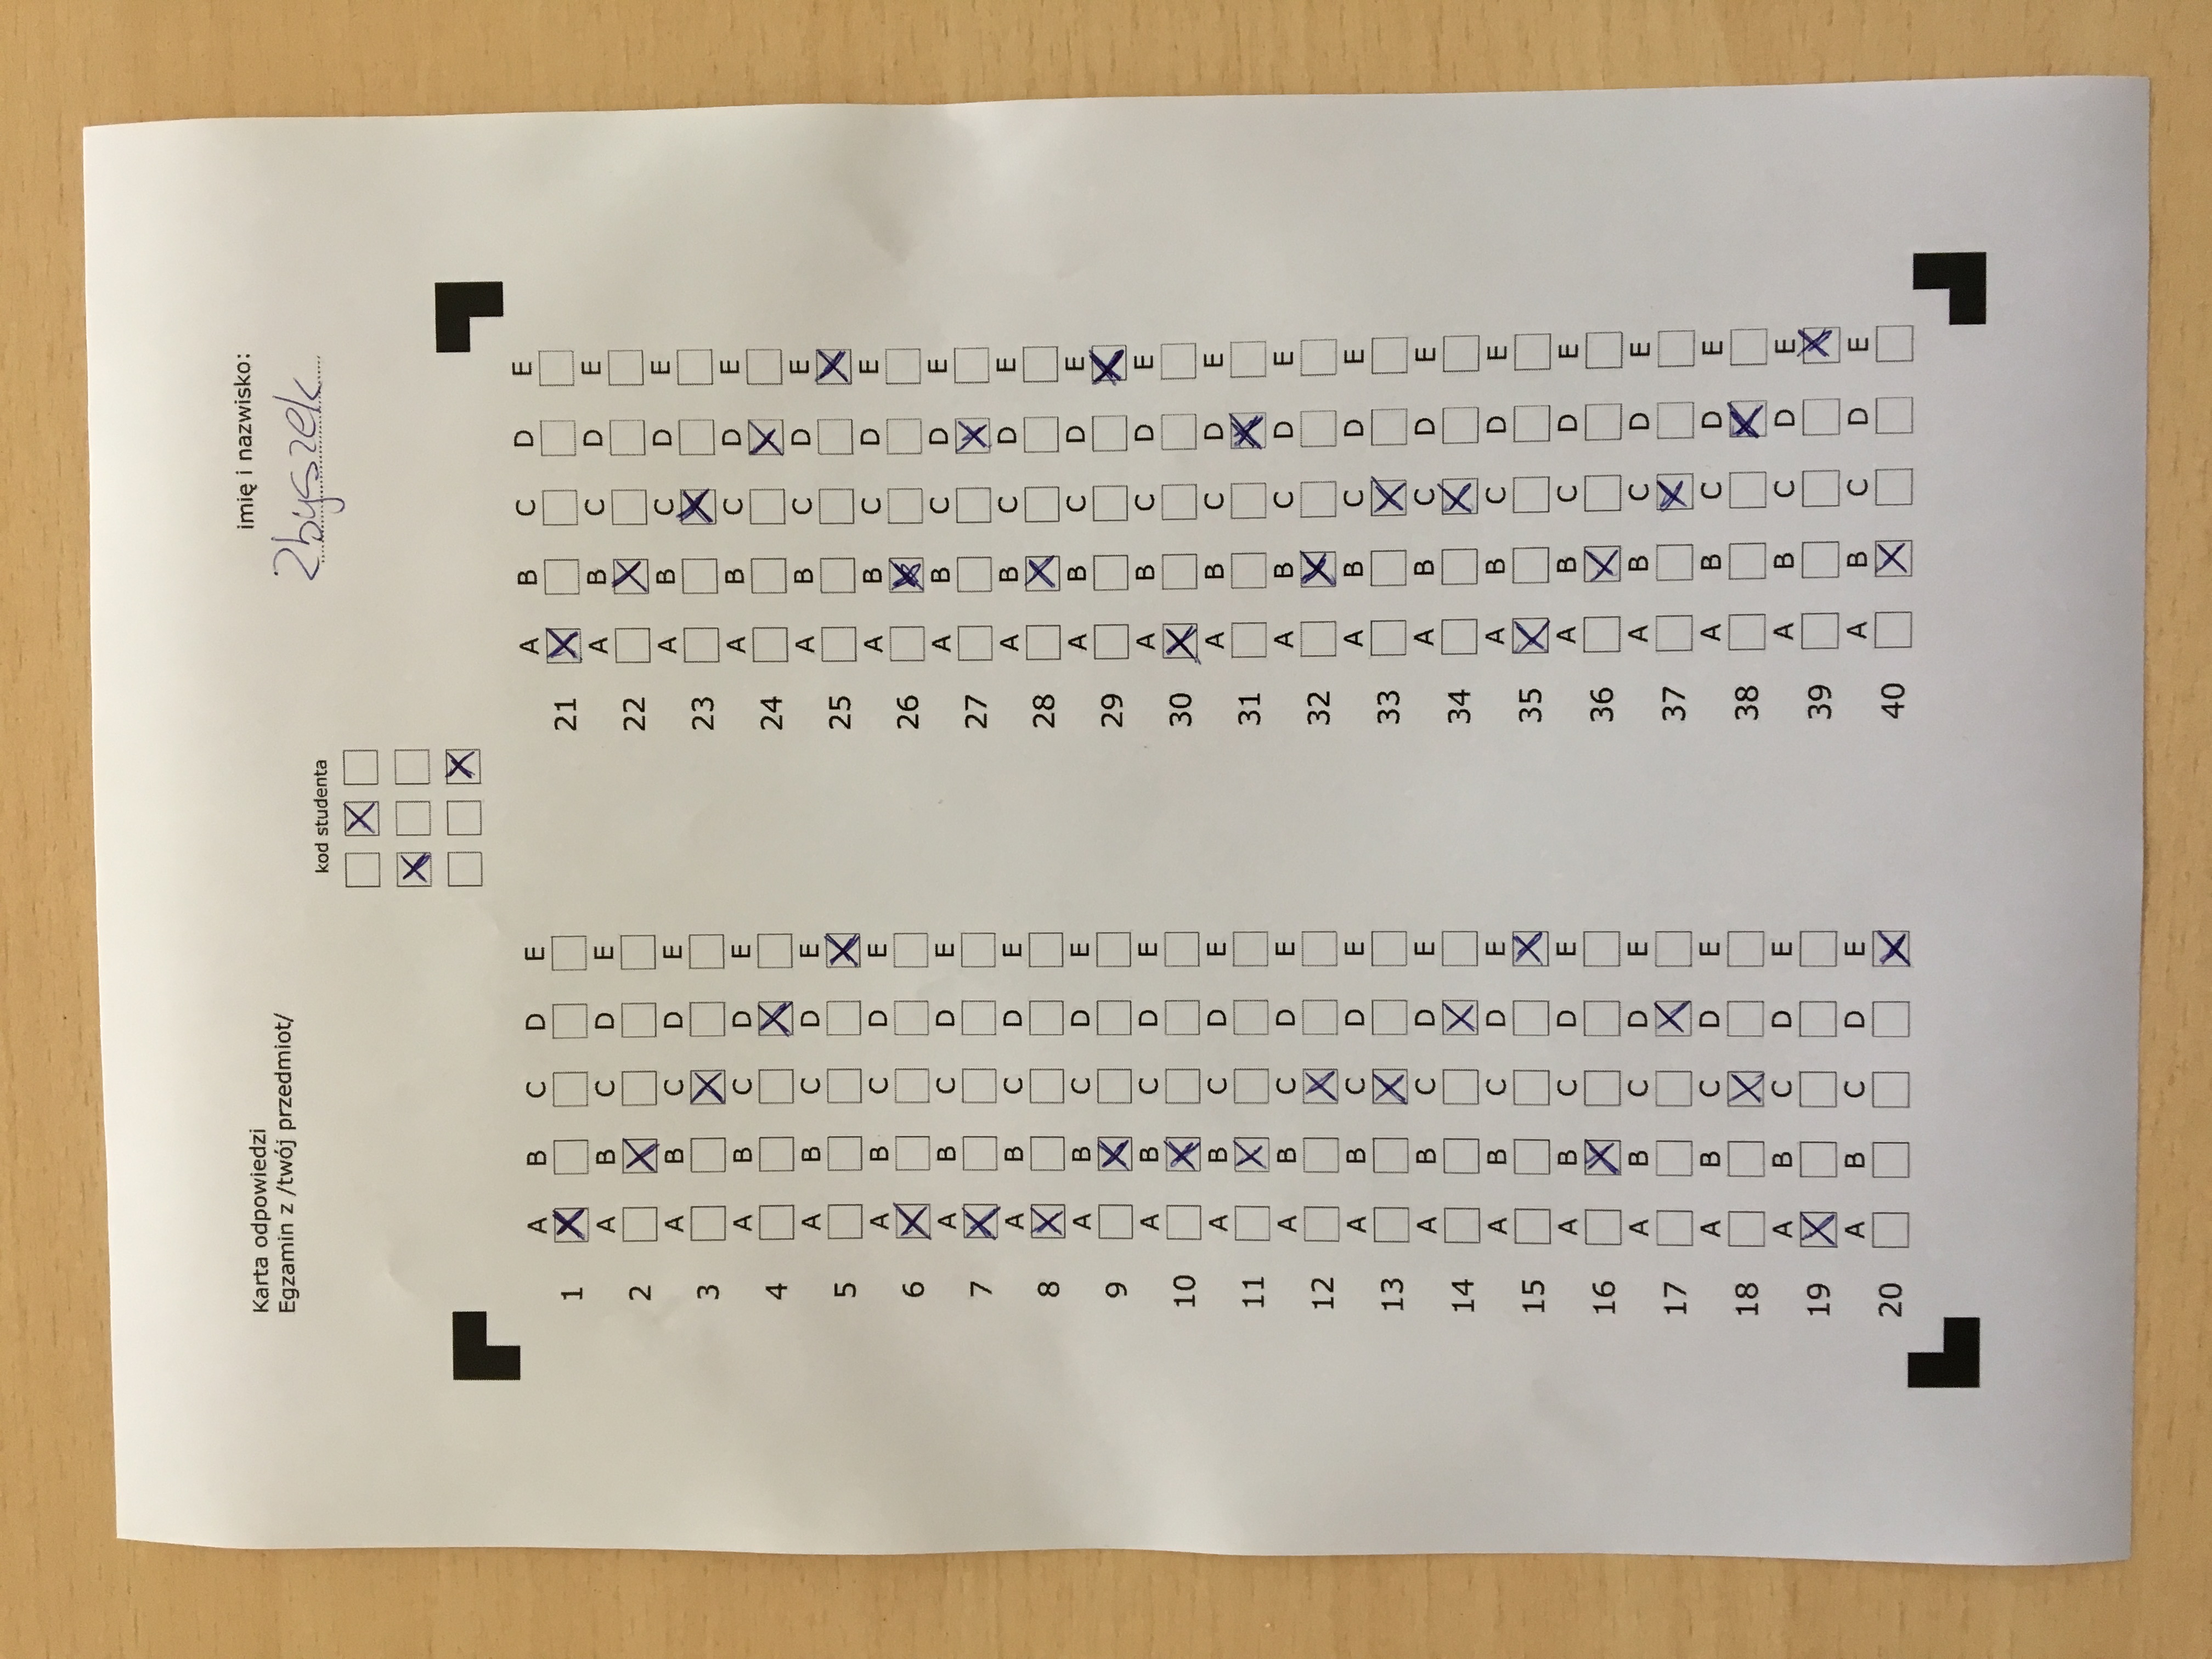 Karta odpowiedzi
Egzamin z /twój przedmiot/
imię i nazwisko:
Zbyszek
kod studenta
A B C D E
1
A B C D E
2
A B C D E
3
A B C D E
4
A B C D E
5
A B C D E
6
A B C D E
7
A B C D E
8
A B C D E
9
A B C D E
10
A B C D E
11
A B C D E
12
A B C D E
13
A B C D E
14
A B C D E
15
A B C D E
16
A B C D E
17
A B C D E
18
A B C D E
19
A B C D E
20
A B C D E
21
A B C D E
22
A B C D E
23
A B C D E
24
A B C D E
25
A B C D E
26
A B C D E
27
A B C D E
28
A B C D E
29
A B C D E
30
A B C D E
31
A B C D E
32
A B C D E
33
A B C D E
34
A B C D E
35
A B C D E
36
A B C D E
37
A B C D E
38
A B C D E
39
A B C D E
40